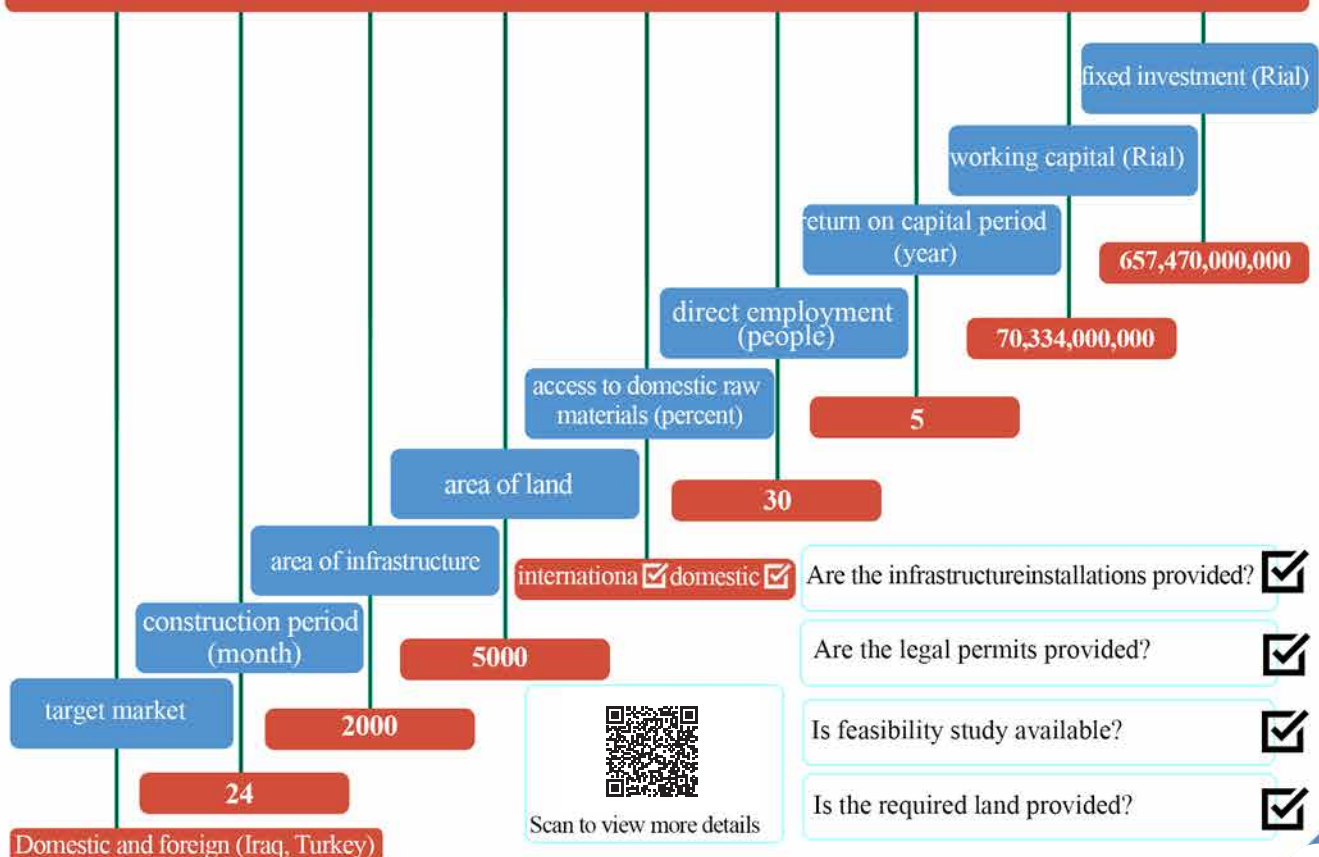 fixed investment (Rial)
657,470,000,000
working capital (Rial)
70,334,000,000
eturn on capital period
(year)
5
direct employment
(people)
30
access to domestic raw
materials (percent)
internationa ☑ domestic ☑
area of land
5000
area of infrastructure
2000
construction period
(month)
24
target market
Domestic and foreign (Iraq, Turkey)
Scan to view more details
Are the infrastructureinstallations provided? ☑
Are the legal permits provided? ☑
Is feasibility study available? ☑
Is the required land provided? ☑